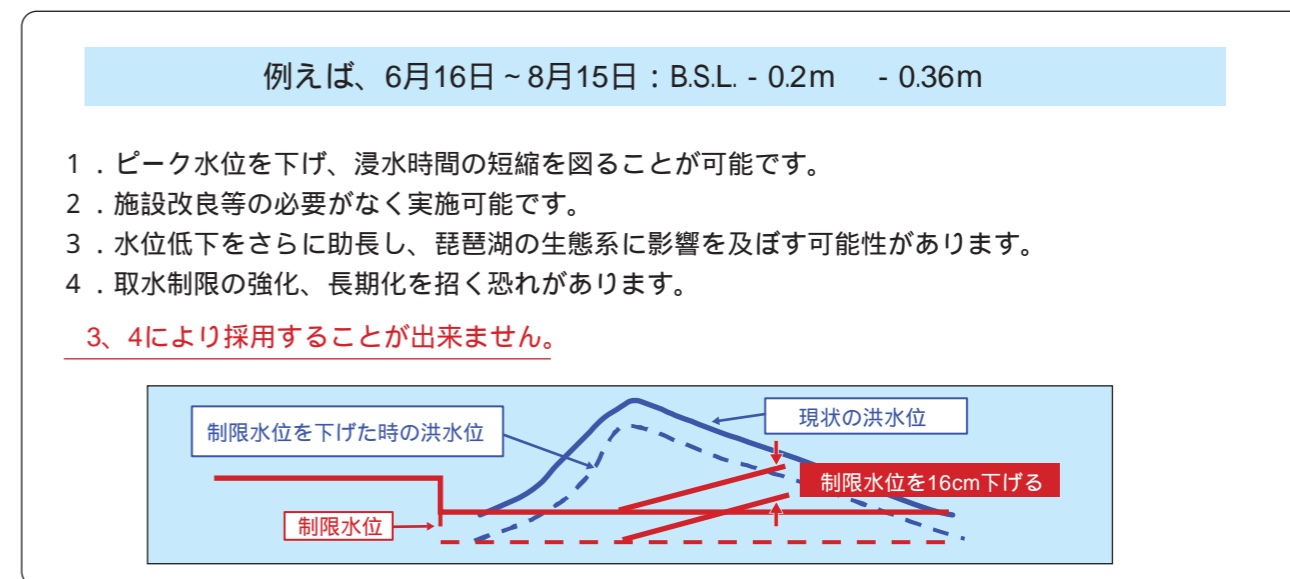 例えば、6月16日~8月15日：B.S.L. - 0.2m - 0.36m
１．ピーク水位を下げ、浸水時間の短縮を図ることが可能です。
２．施設改良等の必要がなく実施可能です。
３．水位低下をさらに助長し、琵琶湖の生態系に影響を及ぼす可能性があります。
４．取水制限の強化、長期化を招く恐れがあります。
3、4により採用することが出来ません。
制限水位を下げた時の洪水位
現状の洪水位
制限水位を16cm下げる
制限水位